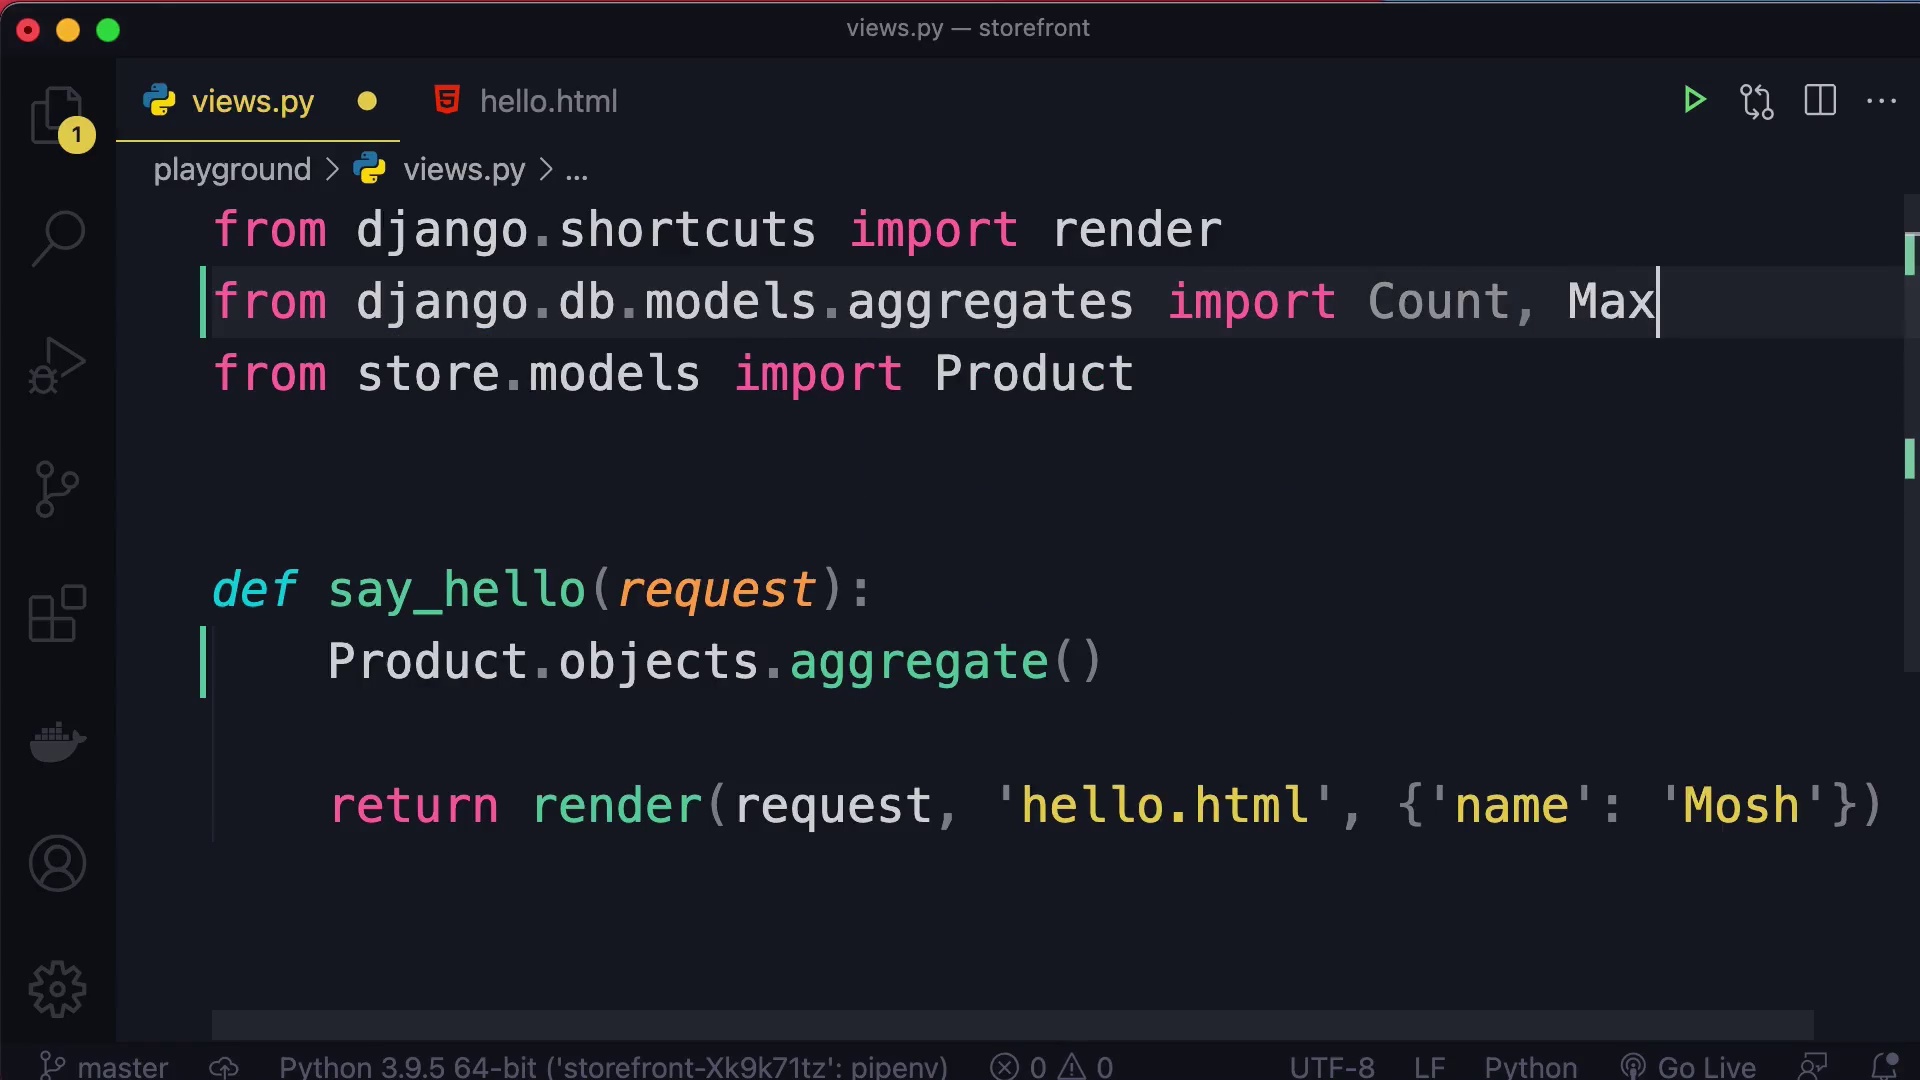 views.py — storefront
views.py hello.html
1
playground > views.py > ...
from django.shortcuts import render
from django.db.models.aggregates import Count, Max
from store.models import Product
def say_hello(request):
    Product.objects.aggregate()
    return render(request, 'hello.html', {'name': 'Mosh'})
master Python 3.9.5 64-bit ('storefront-Xk9k71tz': pipenv) 0 0 UTF-8 LF Python Go Live